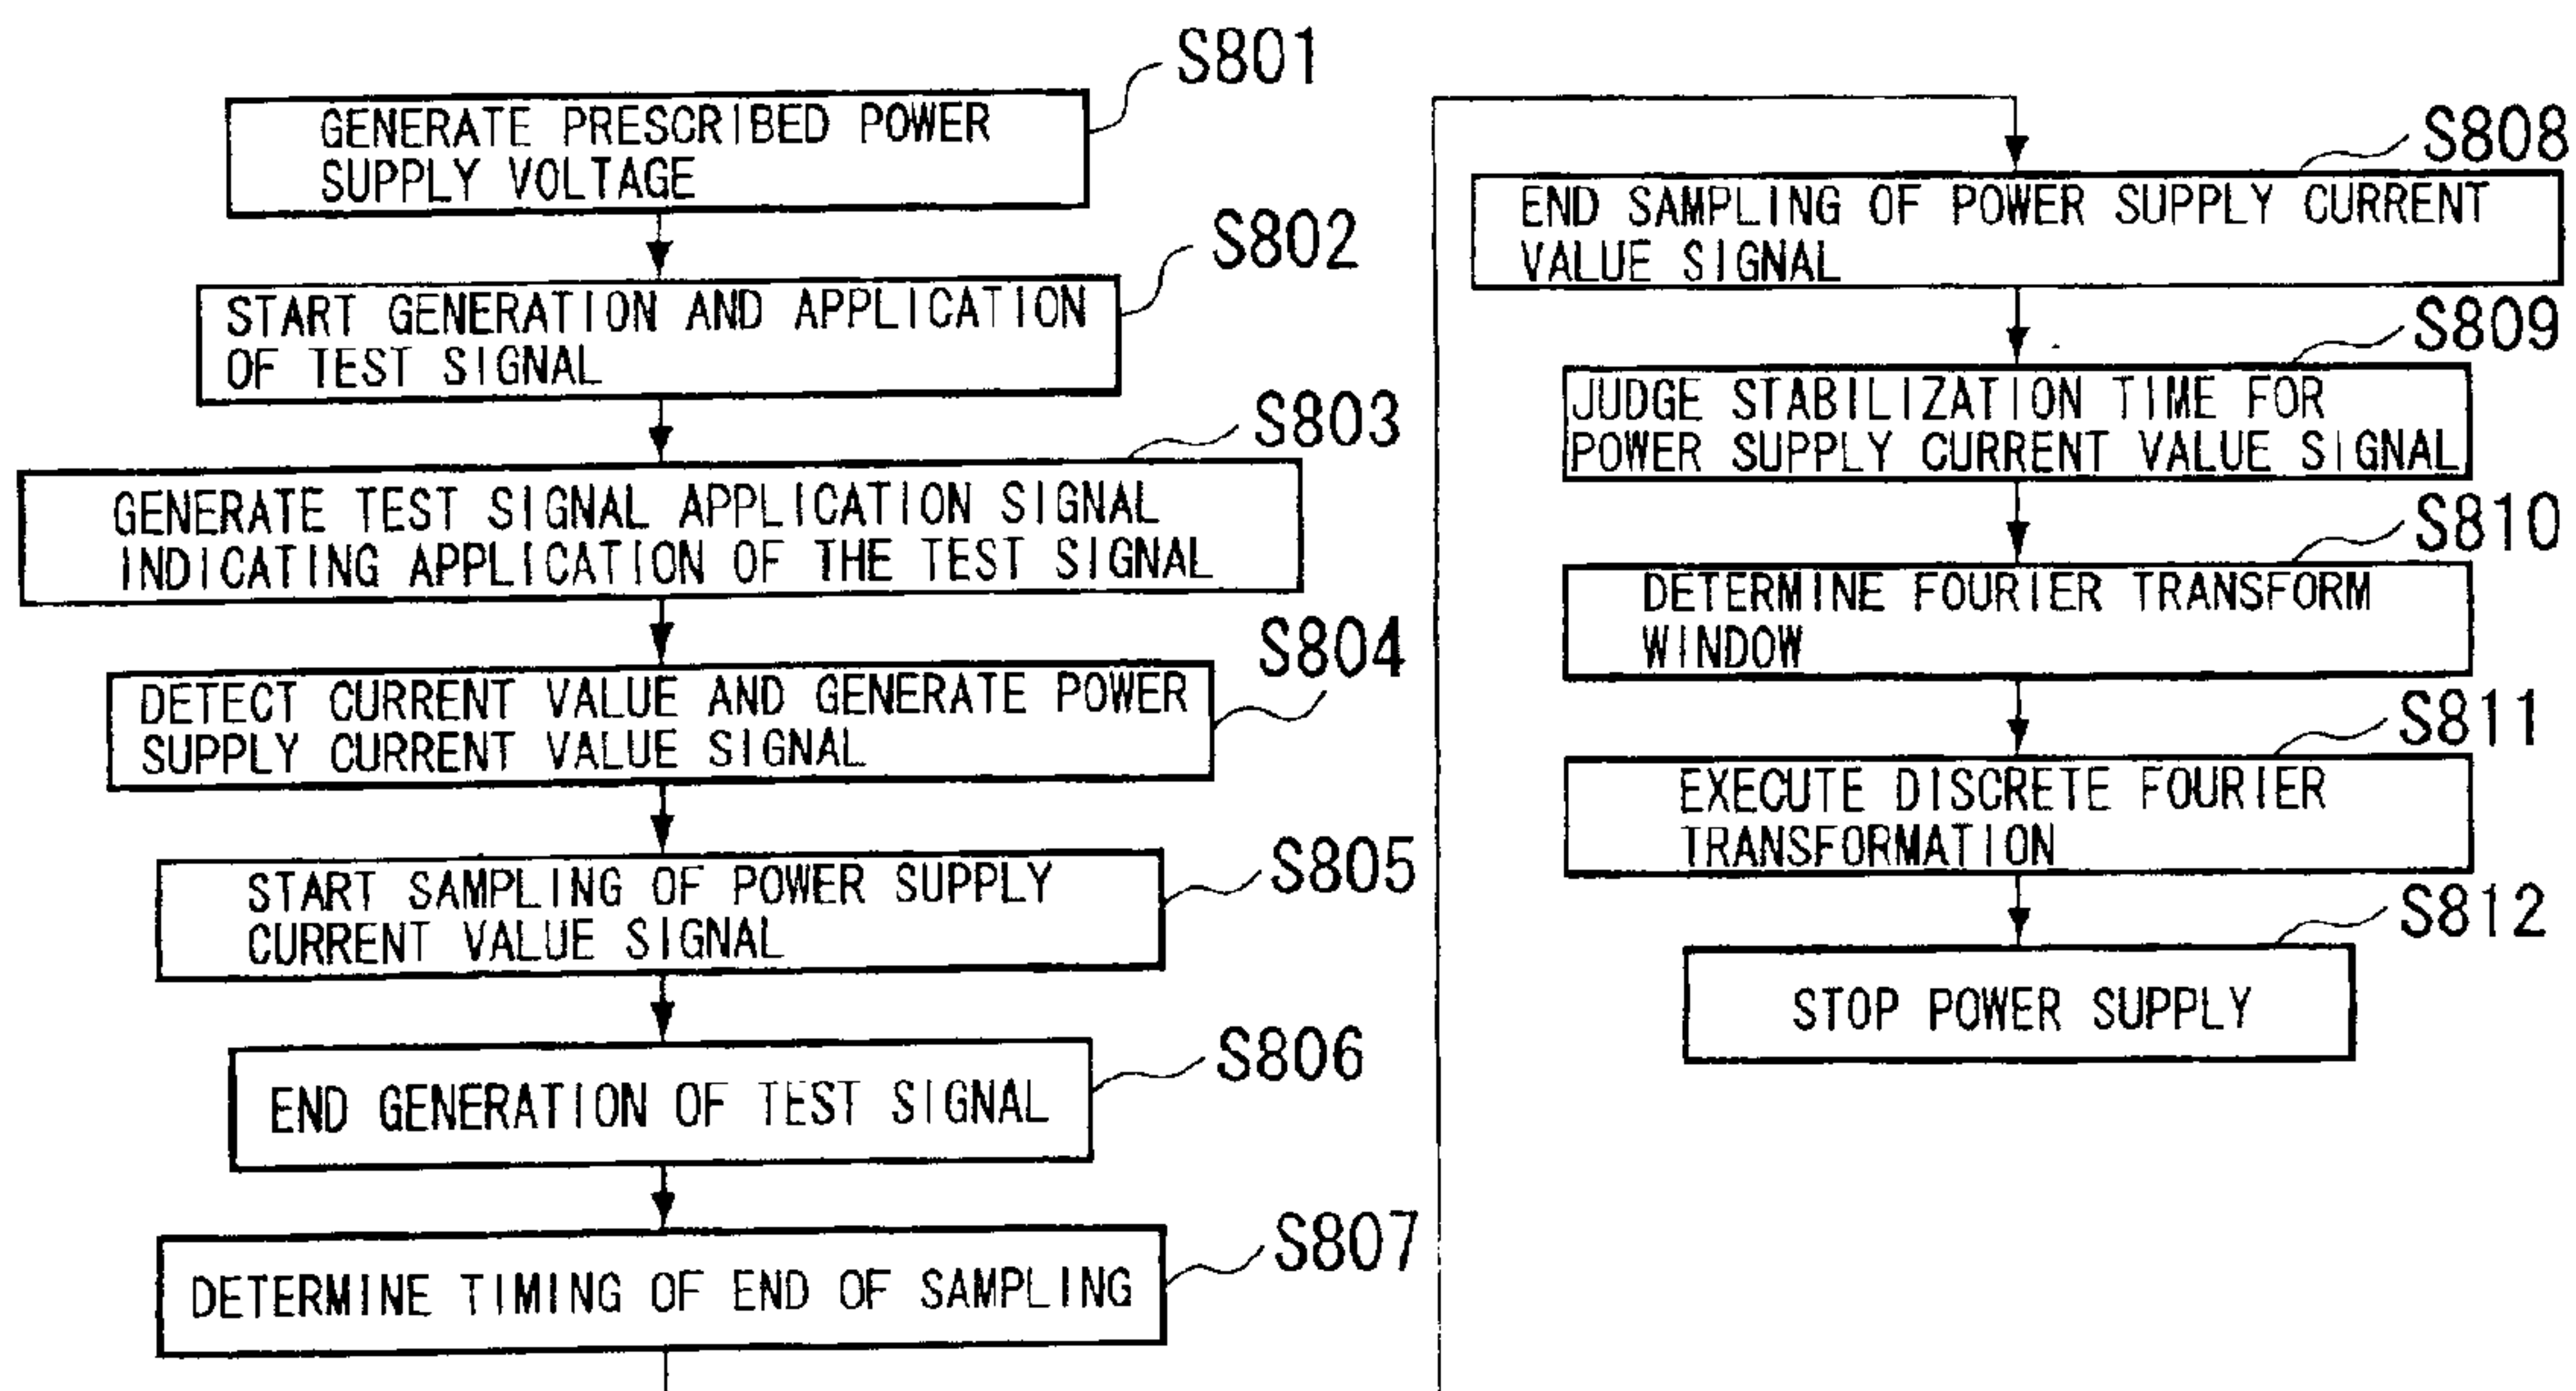 S801
GENERATE PRESCRIBED POWER
SUPPLY VOLTAGE
S802
START GENERATION AND APPLICATION
OF TEST SIGNAL
S803
GENERATE TEST SIGNAL APPLICATION SIGNAL
INDICATING APPLICATION OF THE TEST SIGNAL
S804
DETECT CURRENT VALUE AND GENERATE POWER
SUPPLY CURRENT VALUE SIGNAL
S805
START SAMPLING OF POWER SUPPLY
CURRENT VALUE SIGNAL
S806
END GENERATION OF TEST SIGNAL
S807
DETERMINE TIMING OF END OF SAMPLING
S808
END SAMPLING OF POWER SUPPLY CURRENT
VALUE SIGNAL
S809
JUDGE STABILIZATION TIME FOR
POWER SUPPLY CURRENT VALUE SIGNAL
S810
DETERMINE FOURIER TRANSFORM
WINDOW
S811
EXECUTE DISCRETE FOURIER
TRANSFORMATION
S812
STOP POWER SUPPLY